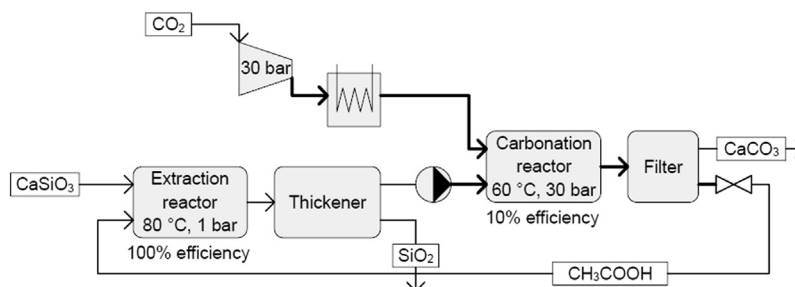 CO₂
30 bar
CaSiO₃
Extraction
reactor
80 °C, 1 bar
100% efficiency
Thickener
SiO₂
Carbonation
reactor
60 °C, 30 bar
10% efficiency
Filter
CaCO₃
CH₃COOH